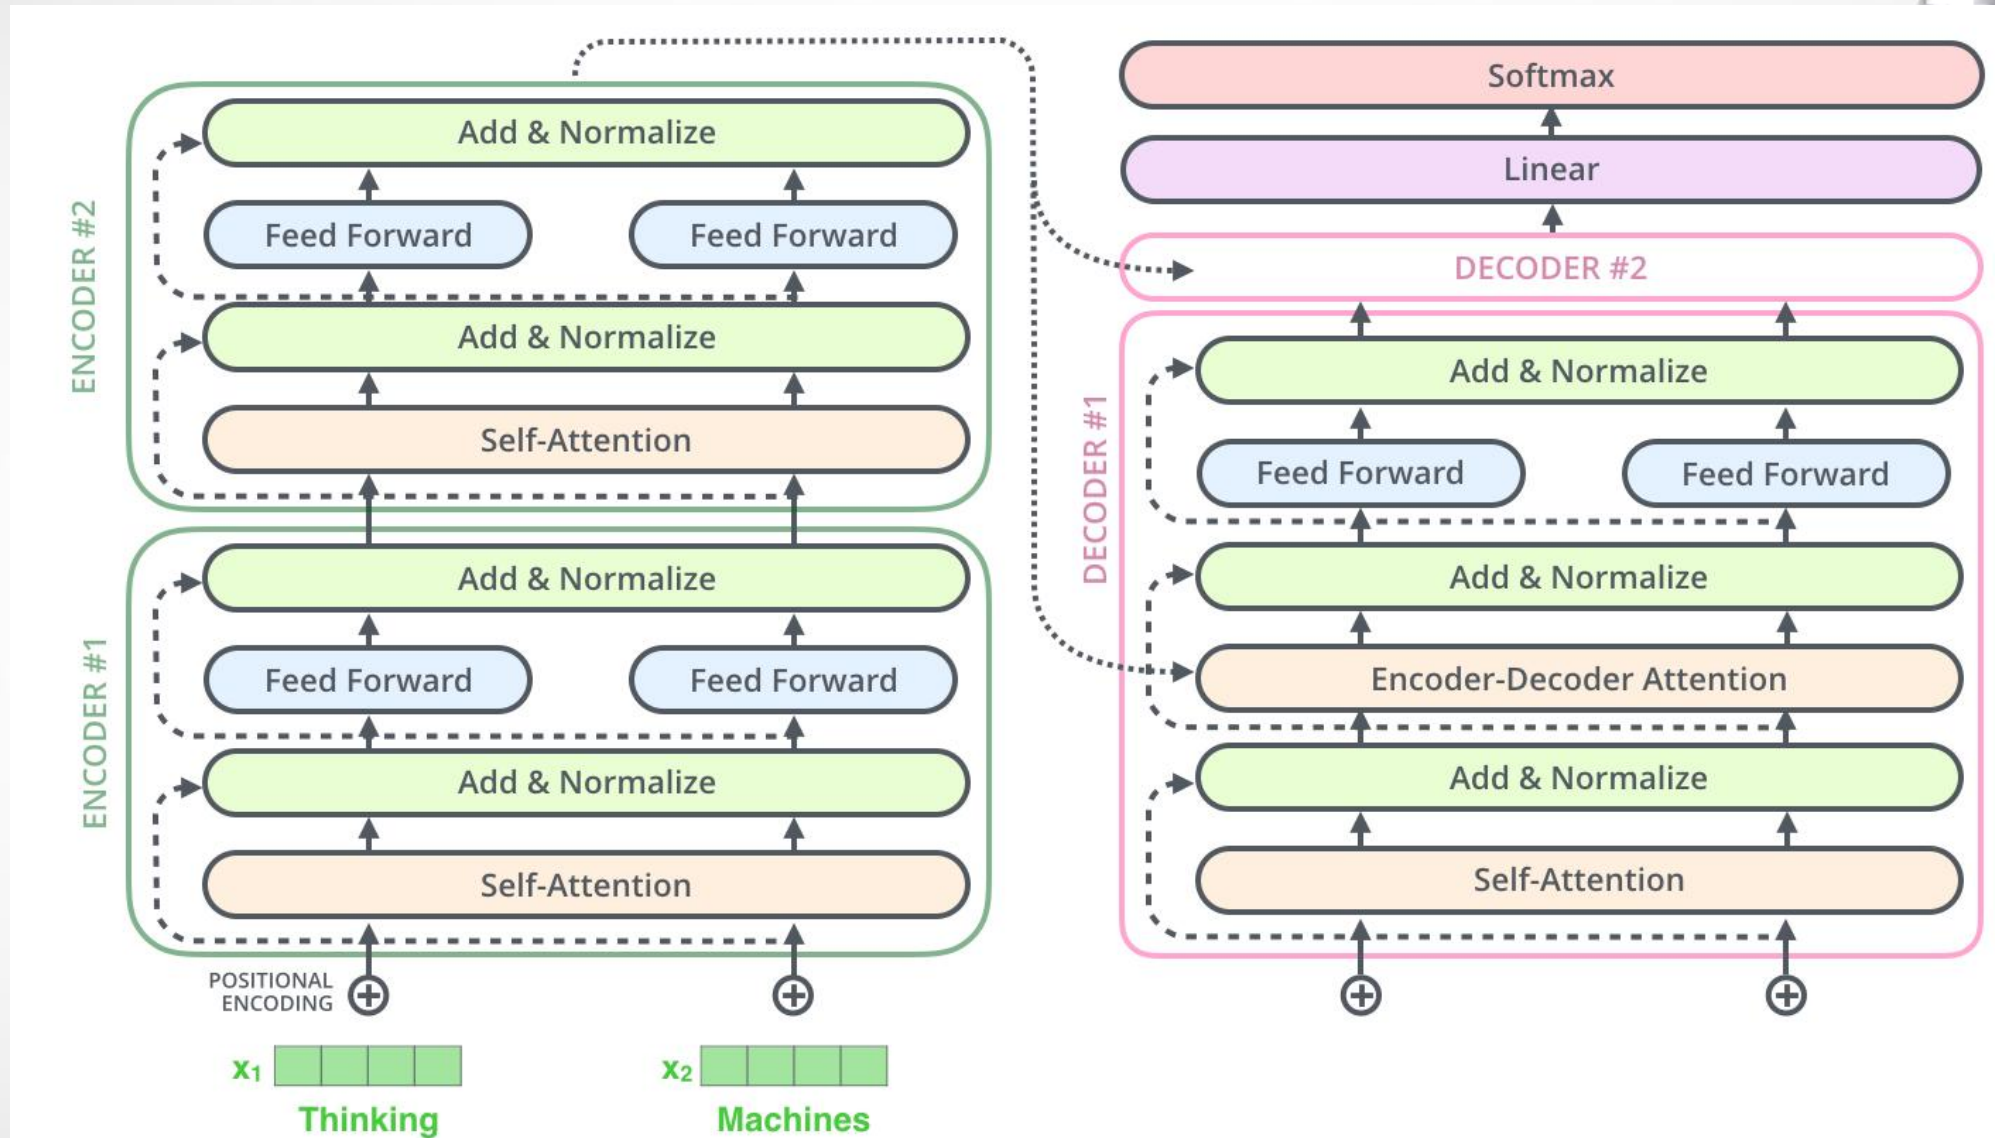 ENCODER #2
Add & Normalize
Feed Forward
Feed Forward
Add & Normalize
Self-Attention
ENCODER #1
Add & Normalize
Feed Forward
Feed Forward
Add & Normalize
Self-Attention
POSITIONAL
ENCODING
x₁
x₂
Thinking
Machines
Softmax
Linear
DECODER #2
DECODER #1
Add & Normalize
Feed Forward
Feed Forward
Add & Normalize
Encoder-Decoder Attention
Add & Normalize
Self-Attention